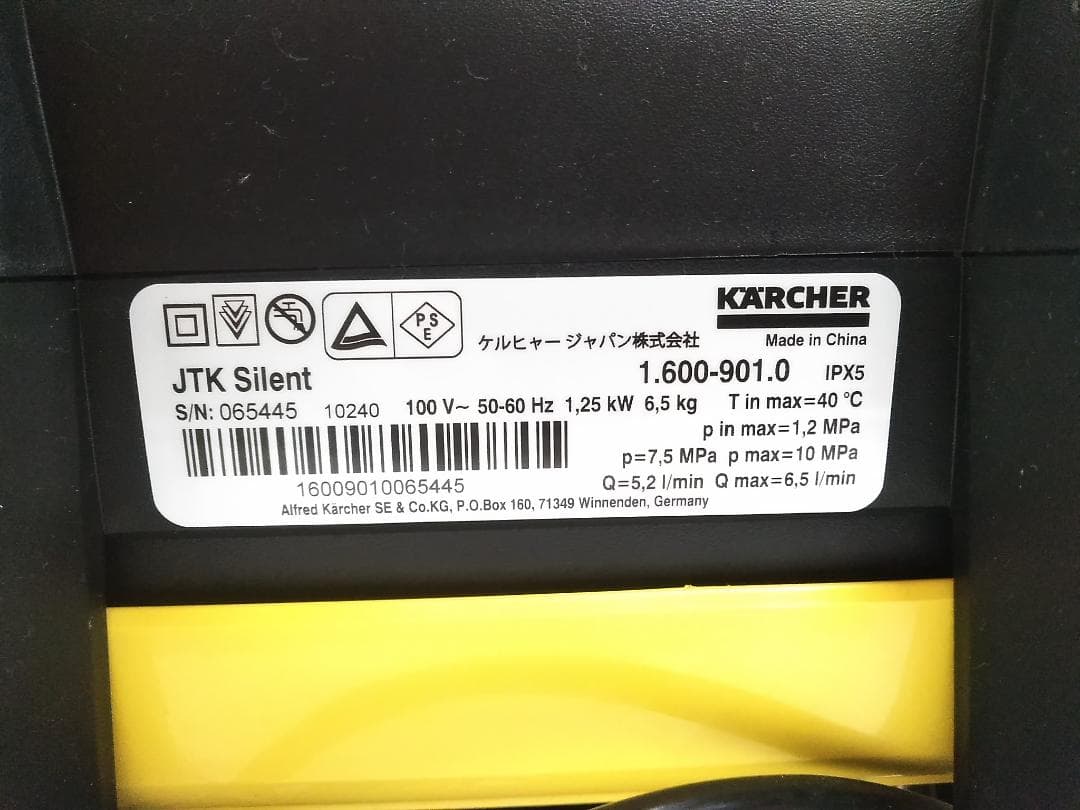 KÄRCHER
PS
E
ケルヒャー ジャパン株式会社
Made in China
JTK Silent
1.600-901.0 IPX5
S/N: 065445 10240 100 V~ 50-60 Hz 1,25 kW 6,5 kg T in max=40 °C
p in max=1,2 MPa
p=7,5 MPa p max=10 MPa
Q=5,2 l/min Q max=6,5 l/min
16009010065445
Alfred Kärcher SE & Co.KG, P.O.Box 160, 71349 Winnenden, Germany